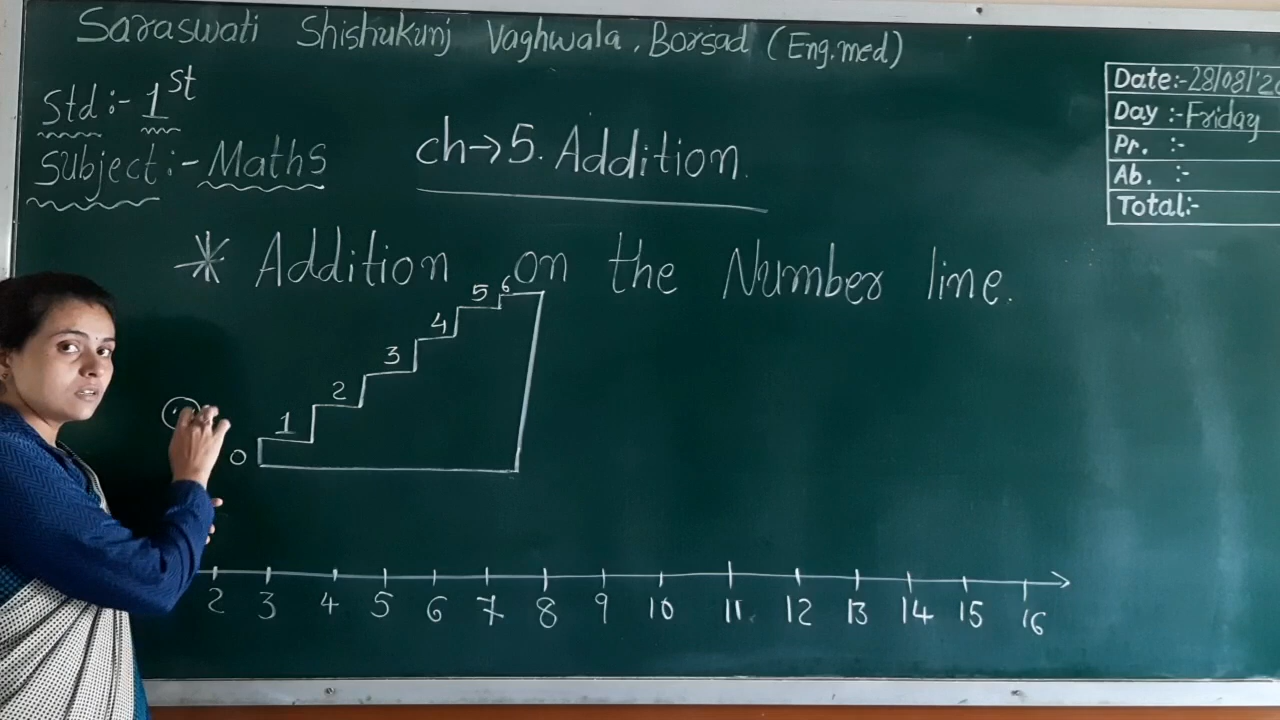 Saraswati Shishukunj Vaghwala, Borsad (Eng.med)
Std:- 1st
Subject:- Maths
ch→5. Addition.
Date:-28/08/'20
Day :-Friday
Pr. :-
Ab. :-
Total:-
* Addition on the Number line.
0 1 2 3 4 5 6
2 3 4 5 6 7 8 9 10 11 12 13 14 15 16